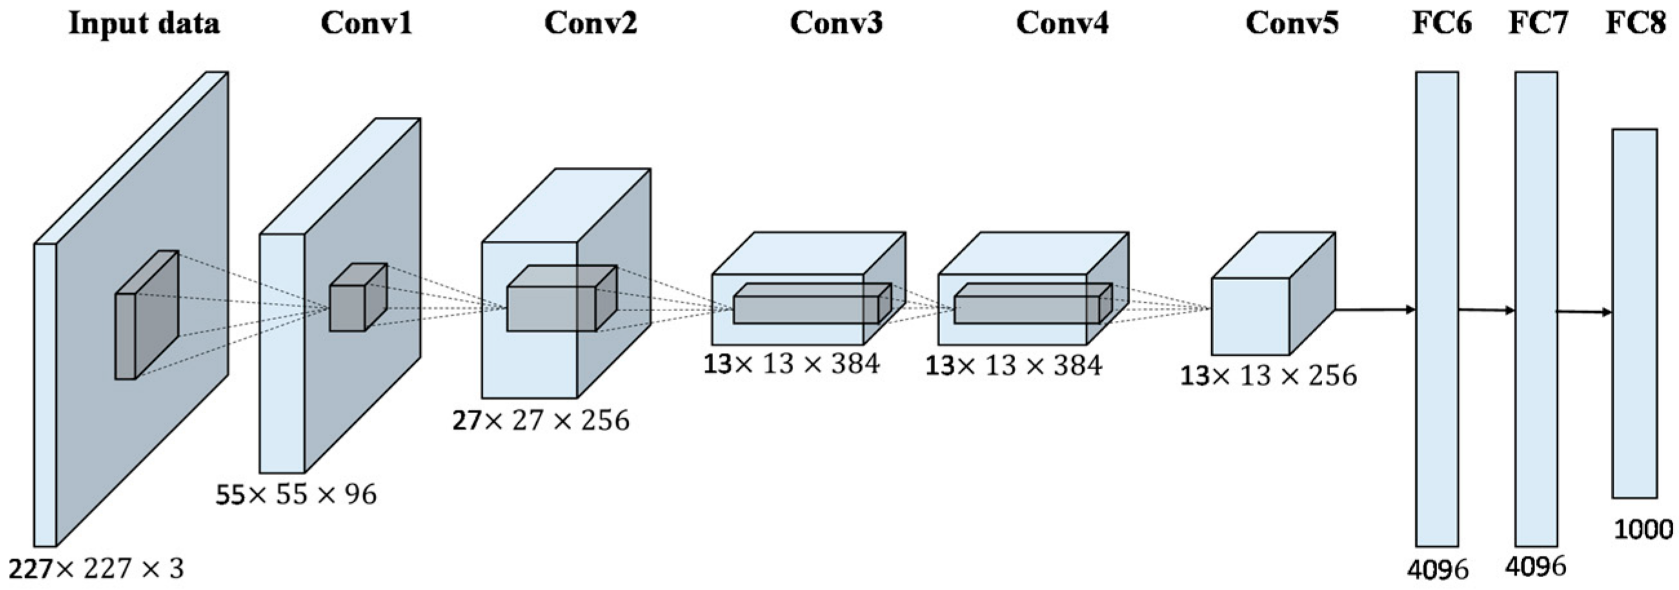 Input data Conv1 Conv2 Conv3 Conv4 Conv5 FC6 FC7 FC8
13× 13 × 384 13× 13 × 384 13× 13 × 256
27× 27 × 256
55× 55 × 96
1000
227× 227 × 3 4096 4096